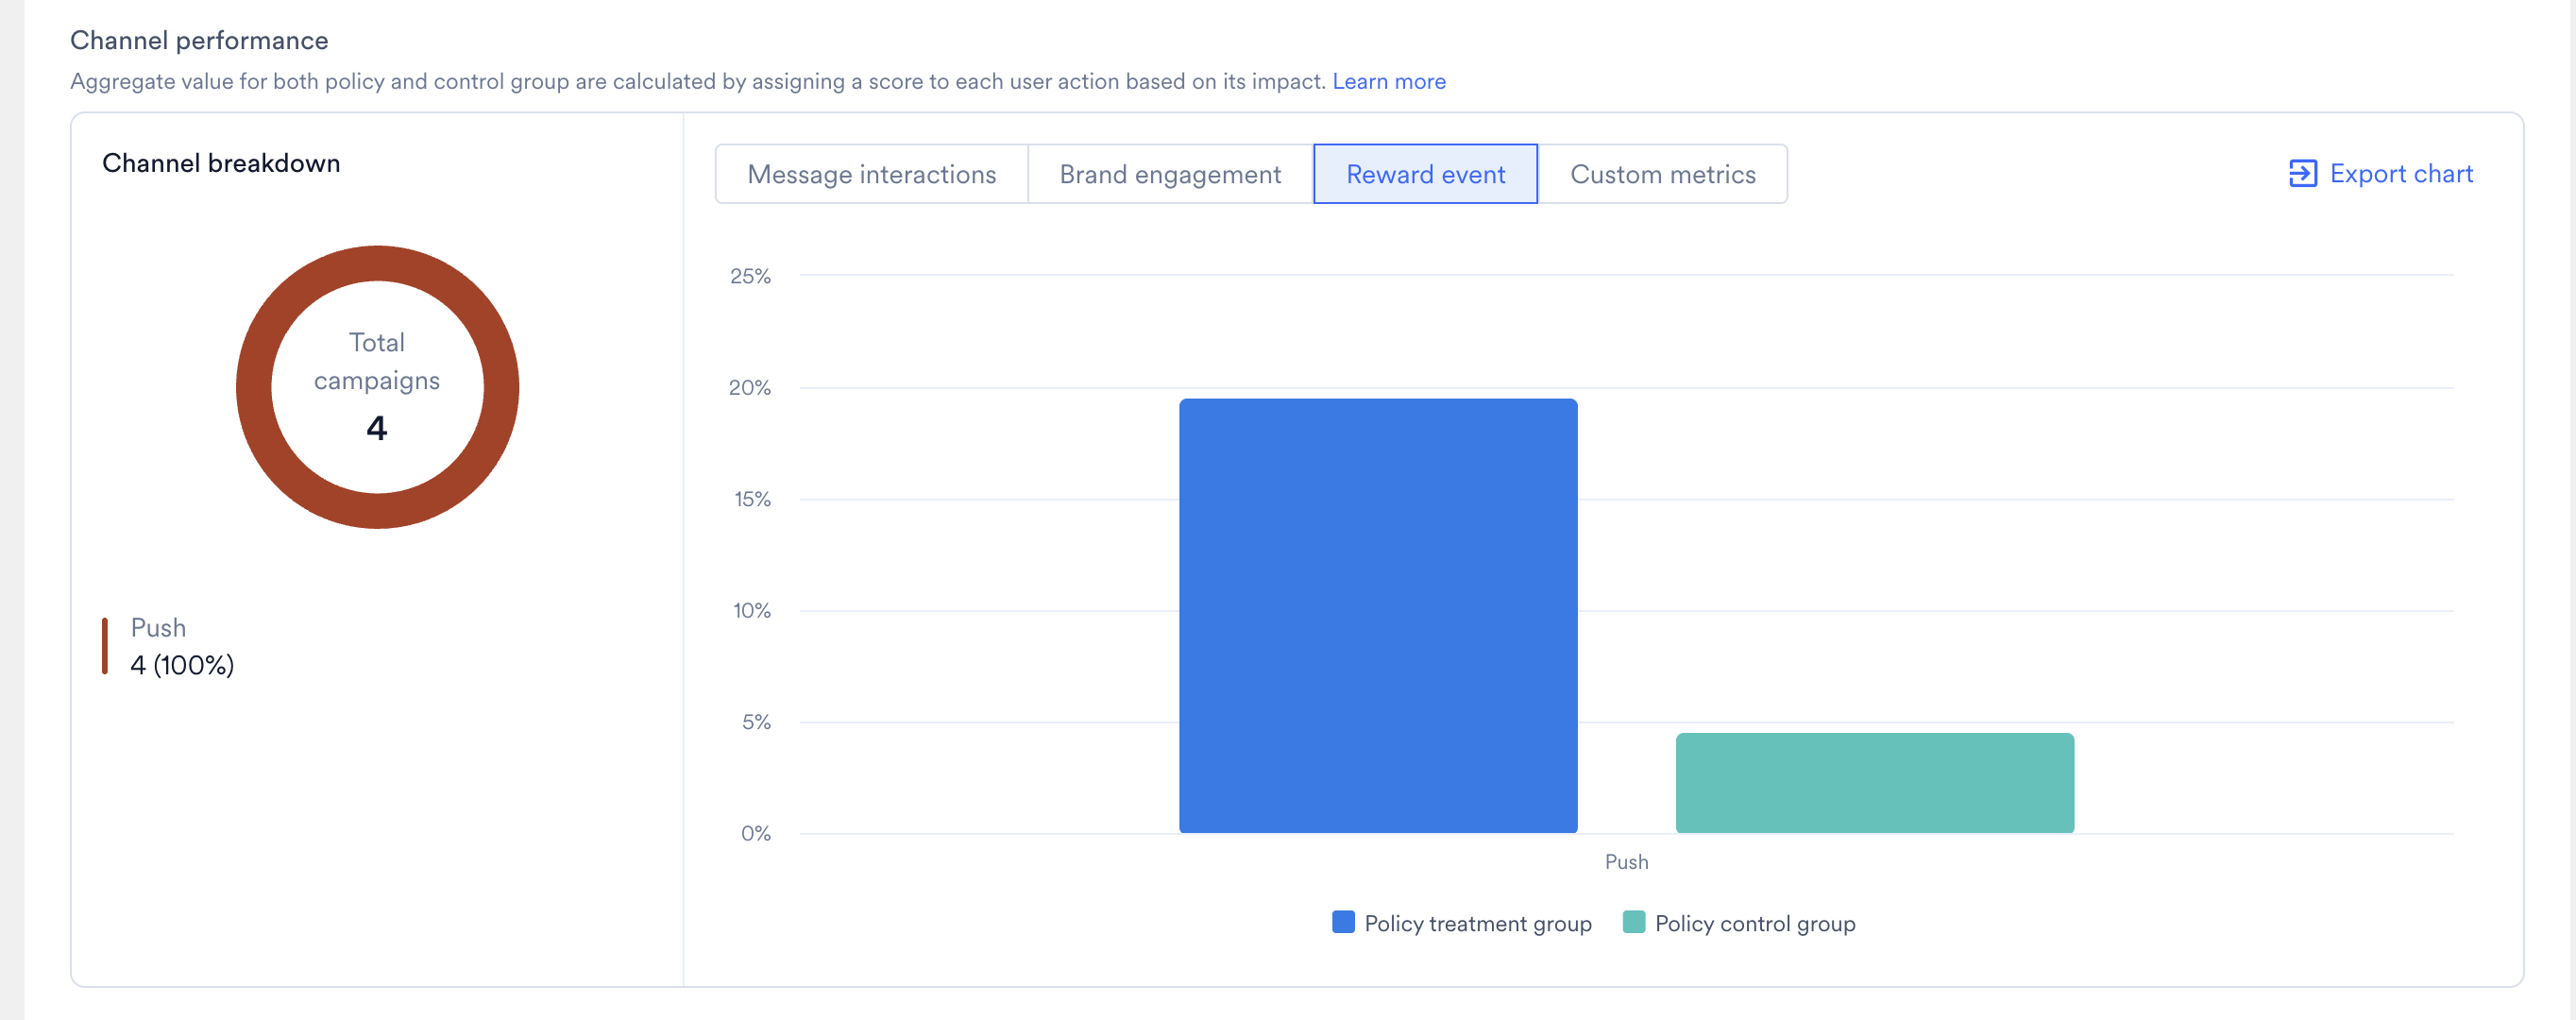 Channel performance
Aggregate value for both policy and control group are calculated by assigning a score to each user action based on its impact. Learn more
Channel breakdown
Total
campaigns
4
Push
4 (100%)
Message interactions
Brand engagement
Reward event
Custom metrics
Export chart
25%
20%
15%
10%
5%
0%
Push
Policy treatment group
Policy control group